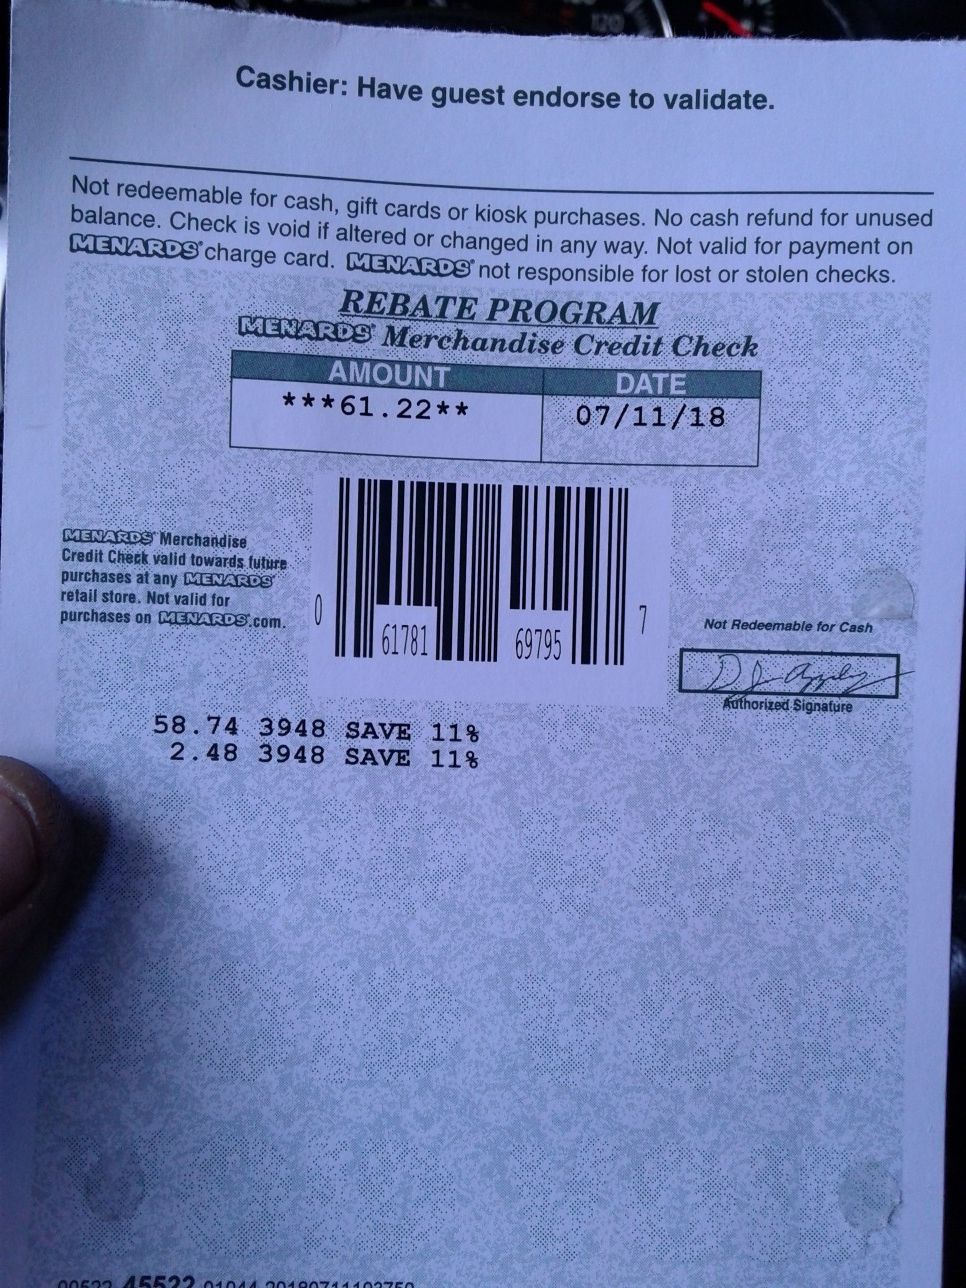 Cashier: Have guest endorse to validate.
Not redeemable for cash, gift cards or kiosk purchases. No cash refund for unused
balance. Check is void if altered or changed in any way. Not valid for payment on
MENARDS® charge card. MENARDS® not responsible for lost or stolen checks.
REBATE PROGRAM
MENARDS® Merchandise Credit Check
AMOUNT DATE
***61.22** 07/11/18
MENARDS® Merchandise
Credit Check valid towards future
purchases at any MENARDS®
retail store. Not valid for
purchases on MENARDS®.com.
0 61781 69795 7
Not Redeemable for Cash
Authorized Signature
58.74 3948 SAVE 11%
2.48 3948 SAVE 11%
00522 45522 01044 20180711102750
120